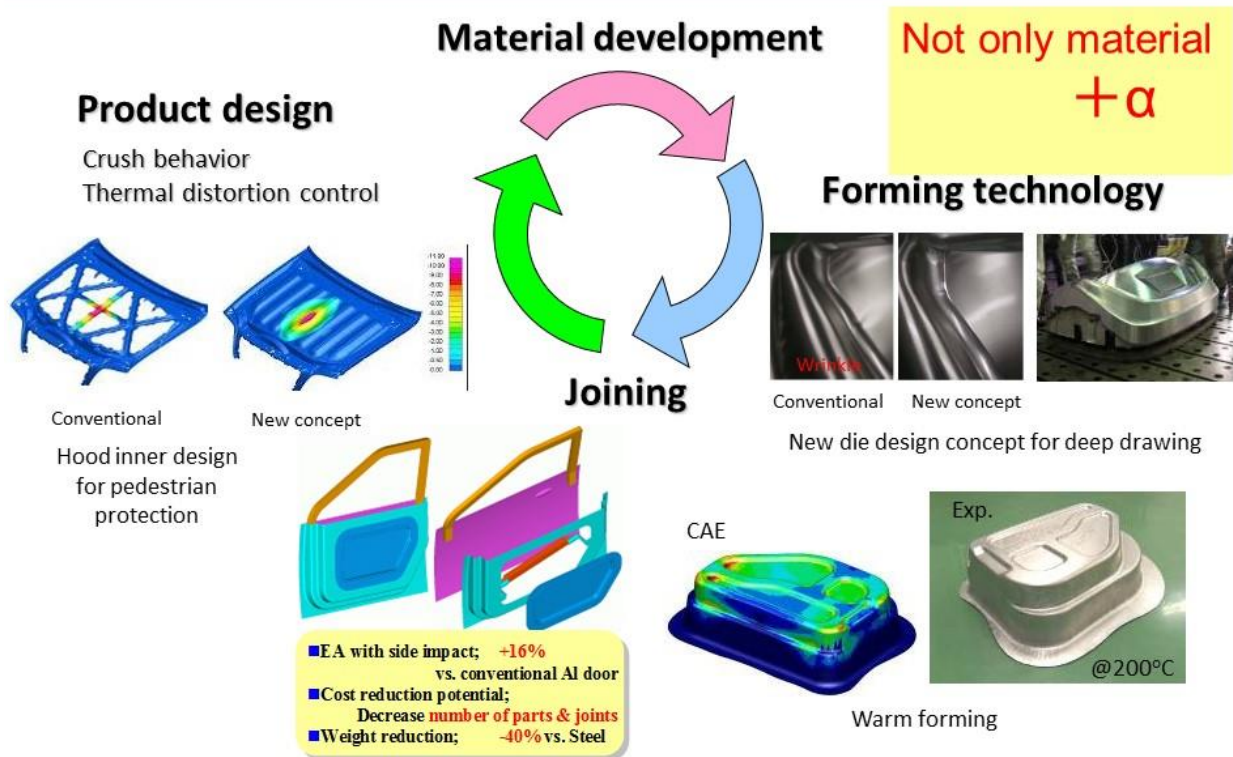 Material development
Not only material
+α
Product design
Crush behavior
Thermal distortion control
Forming technology
Wrinkle
Conventional
New concept
New die design concept for deep drawing
Conventional
New concept
Hood inner design
for pedestrian
protection
Joining
■EA with side impact; +16%
vs. conventional Al door
■Cost reduction potential;
Decrease number of parts & joints
■Weight reduction; -40% vs. Steel
CAE
Exp.
@200°C
Warm forming